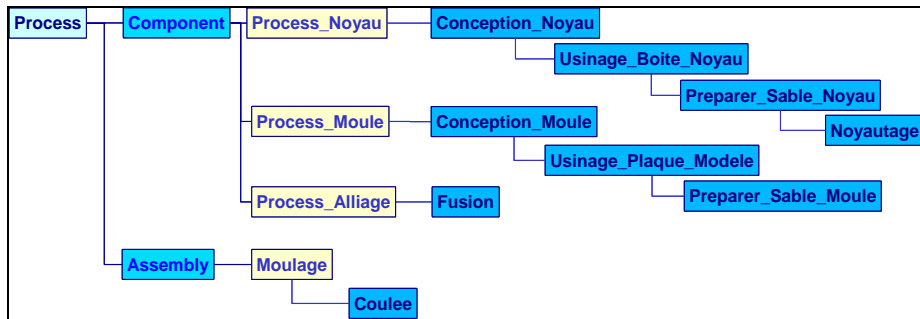 Process
Component
Process_Noyau
Conception_Noyau
Usinage_Boite_Noyau
Preparer_Sable_Noyau
Noyautage
Process_Moule
Conception_Moule
Usinage_Plaque_Modele
Preparer_Sable_Moule
Process_Alliage
Fusion
Assembly
Moulage
Coulee